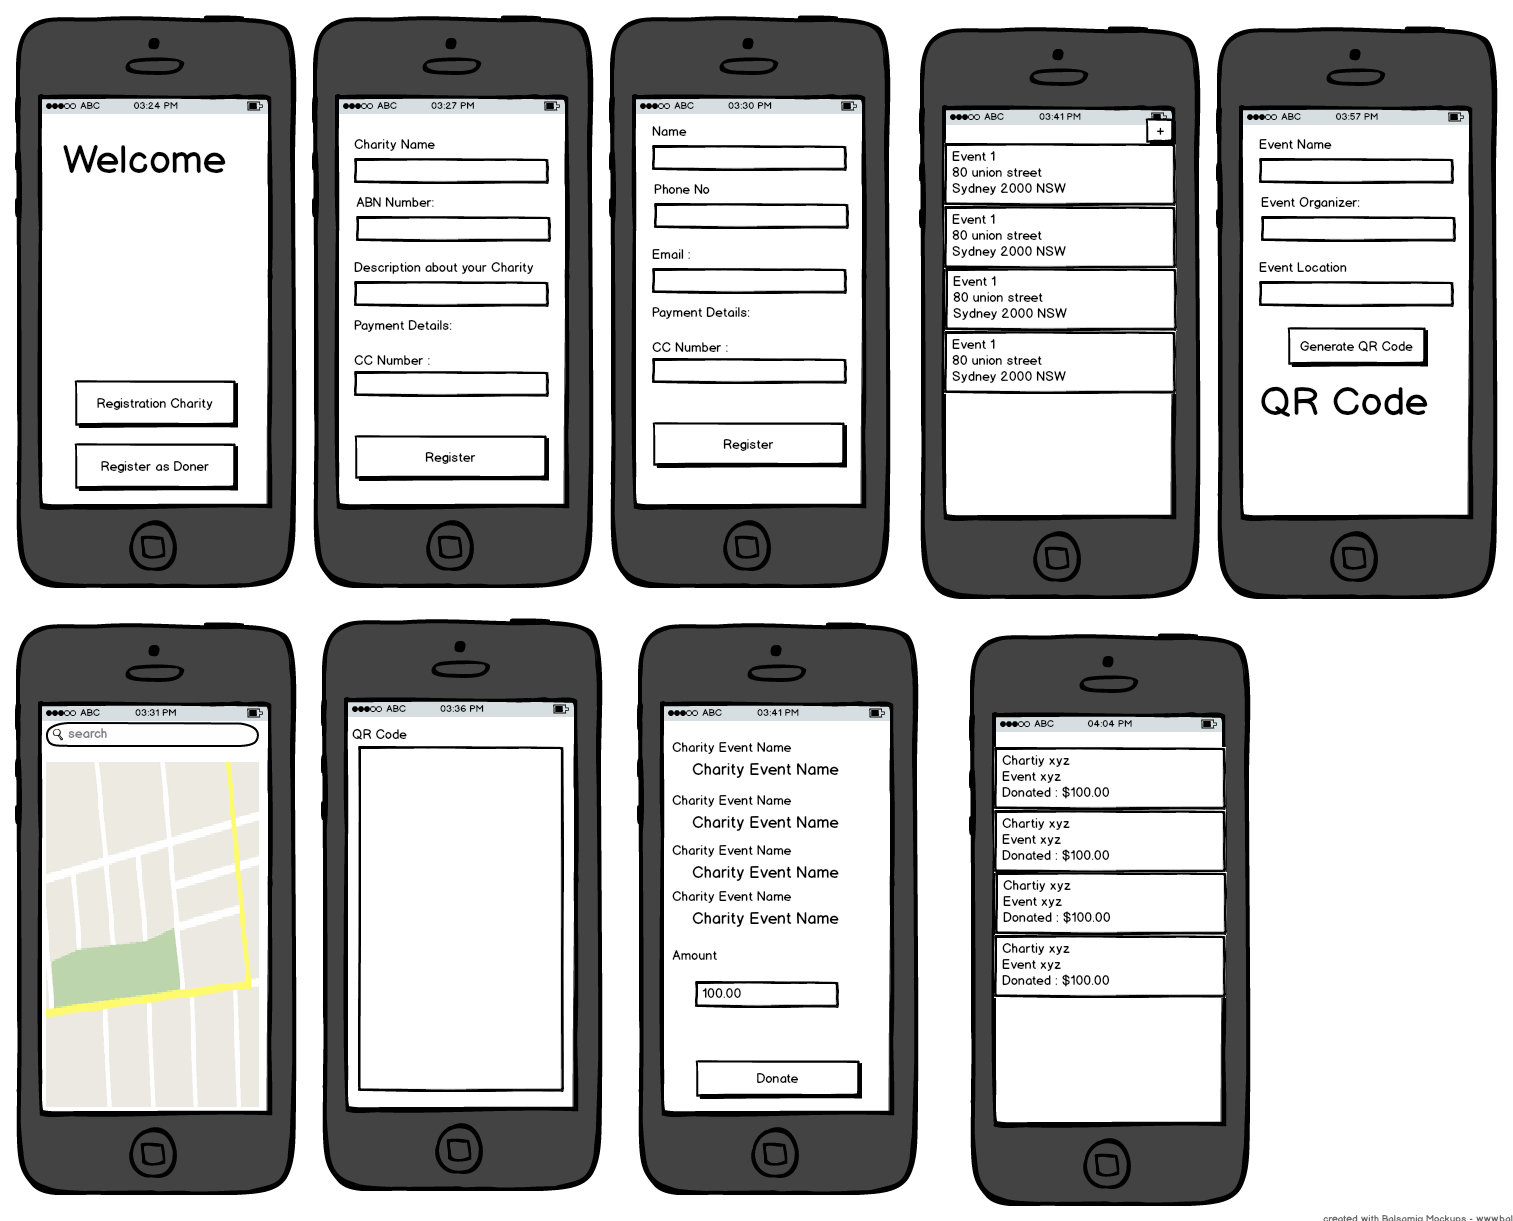 ABC 03:24 PM
Welcome
Registration Charity
Register as Doner
ABC 03:27 PM
Charity Name
ABN Number:
Description about your Charity
Payment Details:
CC Number :
Register
ABC 03:30 PM
Name
Phone No
Email :
Payment Details:
CC Number :
Register
ABC 03:41 PM
+
Event 1
80 union street
Sydney 2000 NSW
Event 1
80 union street
Sydney 2000 NSW
Event 1
80 union street
Sydney 2000 NSW
Event 1
80 union street
Sydney 2000 NSW
ABC 03:57 PM
Event Name
Event Organizer:
Event Location
Generate QR Code
QR Code
ABC 03:31 PM
search
ABC 03:36 PM
QR Code
ABC 03:41 PM
Charity Event Name
Charity Event Name
Charity Event Name
Charity Event Name
Charity Event Name
Charity Event Name
Charity Event Name
Charity Event Name
Amount
100.00
Donate
ABC 04:04 PM
Chartiy xyz
Event xyz
Donated : $100.00
Chartiy xyz
Event xyz
Donated : $100.00
Chartiy xyz
Event xyz
Donated : $100.00
Chartiy xyz
Event xyz
Donated : $100.00
created with Balsamiq Mockups - www.bal